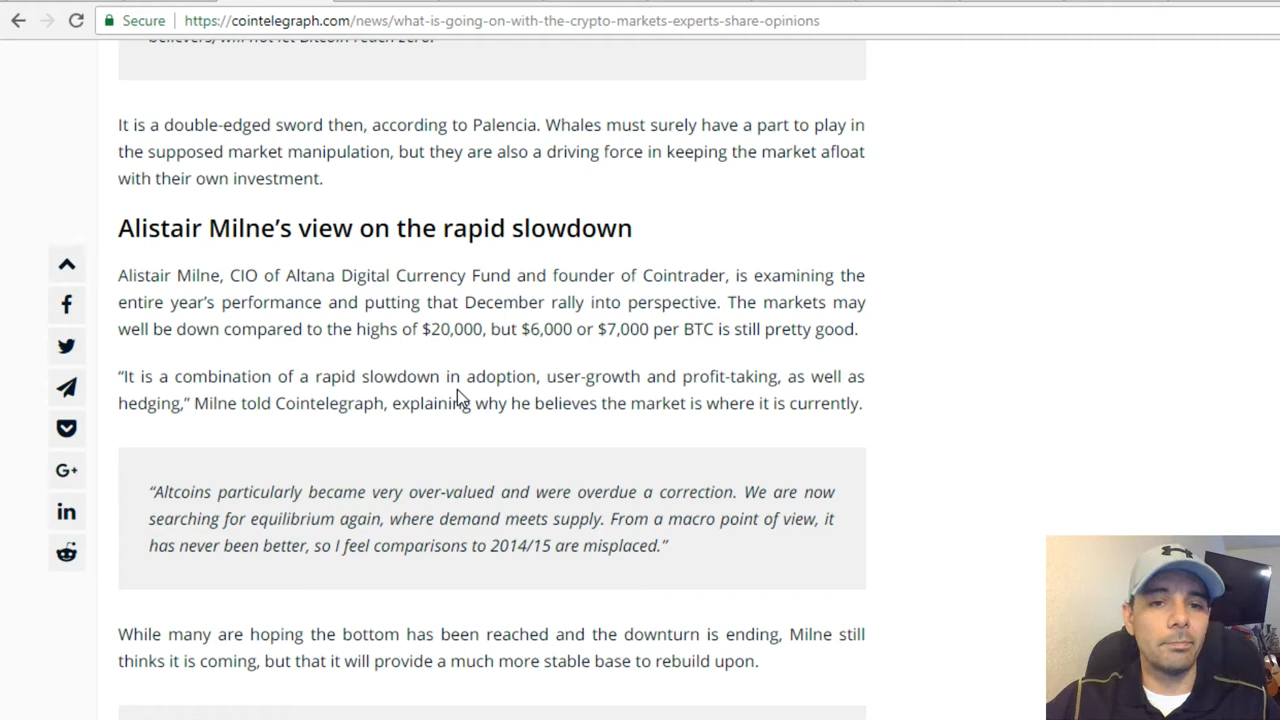 Secure
https://cointelegraph.com/news/what-is-going-on-with-the-crypto-markets-experts-share-opinions
believers, will not let Bitcoin reach zero."
It is a double-edged sword then, according to Palencia. Whales must surely have a part to play in
the supposed market manipulation, but they are also a driving force in keeping the market afloat
with their own investment.
Alistair Milne’s view on the rapid slowdown
Alistair Milne, CIO of Altana Digital Currency Fund and founder of Cointrader, is examining the
entire year’s performance and putting that December rally into perspective. The markets may
well be down compared to the highs of $20,000, but $6,000 or $7,000 per BTC is still pretty good.
“It is a combination of a rapid slowdown in adoption, user-growth and profit-taking, as well as
hedging,” Milne told Cointelegraph, explaining why he believes the market is where it is currently.
“Altcoins particularly became very over-valued and were overdue a correction. We are now
searching for equilibrium again, where demand meets supply. From a macro point of view, it
has never been better, so I feel comparisons to 2014/15 are misplaced.”
While many are hoping the bottom has been reached and the downturn is ending, Milne still
thinks it is coming, but that it will provide a much more stable base to rebuild upon.
G+
in